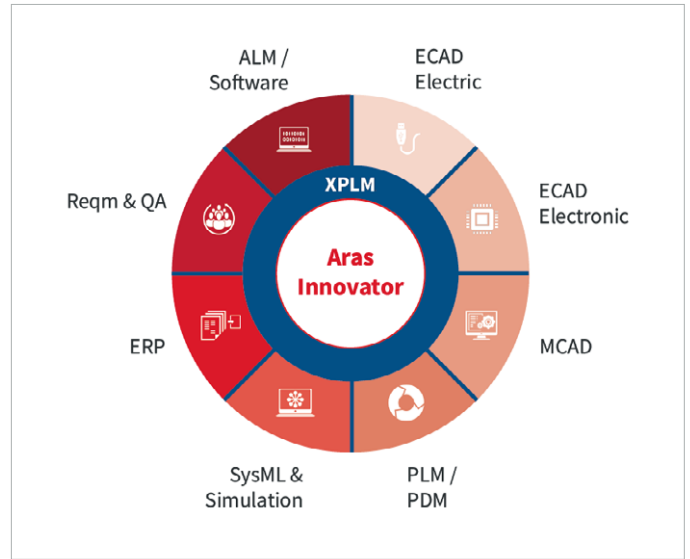 ALM /
Software
ECAD
Electric
Reqm & QA
XPLM
ECAD
Electronic
Aras
Innovator
ERP
MCAD
SysML &
Simulation
PLM /
PDM